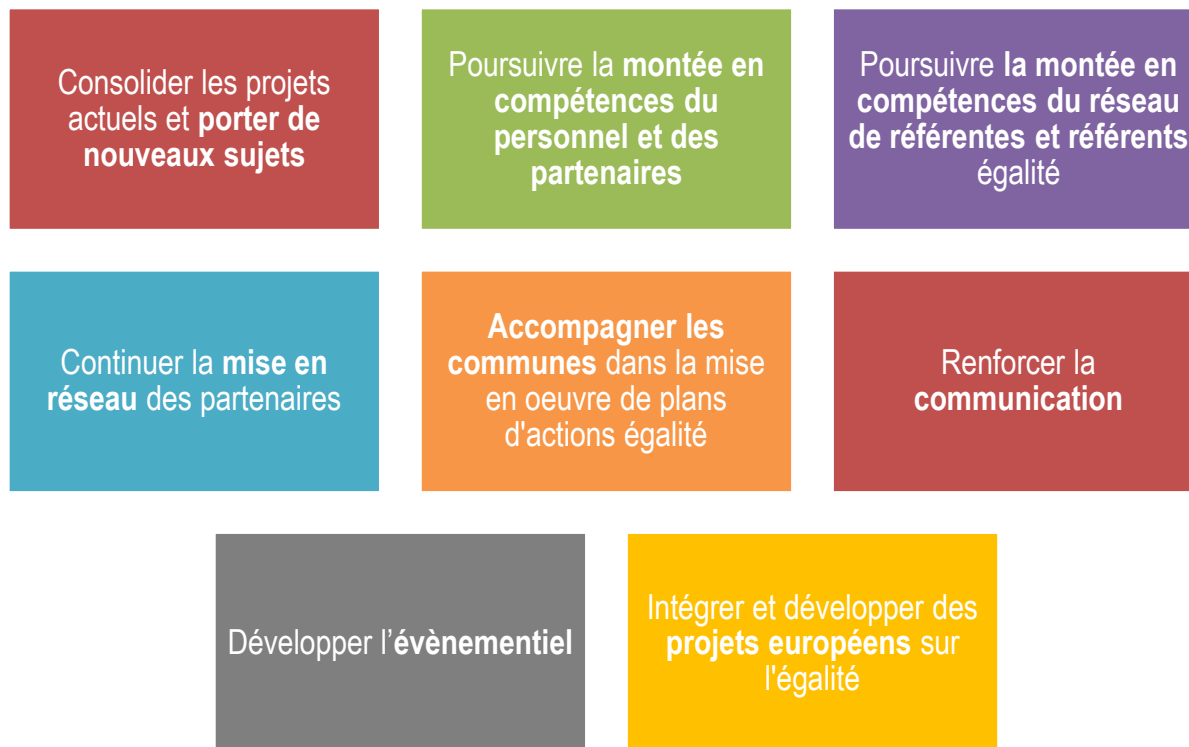 Consolider les projets
actuels et porter de
nouveaux sujets
Poursuivre la montée en
compétences du
personnel et des
partenaires
Poursuivre la montée en
compétences du réseau
de référentes et référents
égalité
Continuer la mise en
réseau des partenaires
Accompagner les
communes dans la mise
en oeuvre de plans
d'actions égalité
Renforcer la
communication
Développer l’évènementiel
Intégrer et développer des
projets européens sur
l'égalité